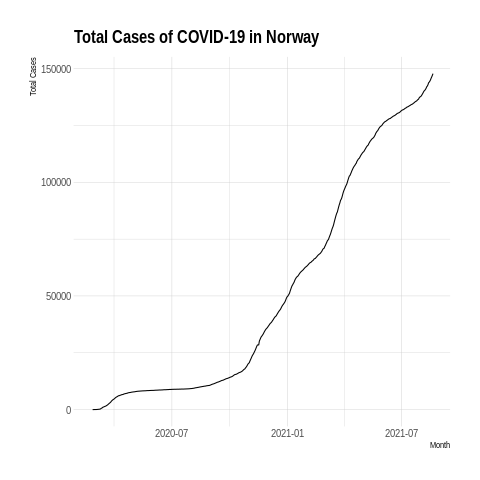 Total Cases of COVID-19 in Norway
Total Cases
150000
100000
50000
0
2020-07
2021-01
2021-07
Month